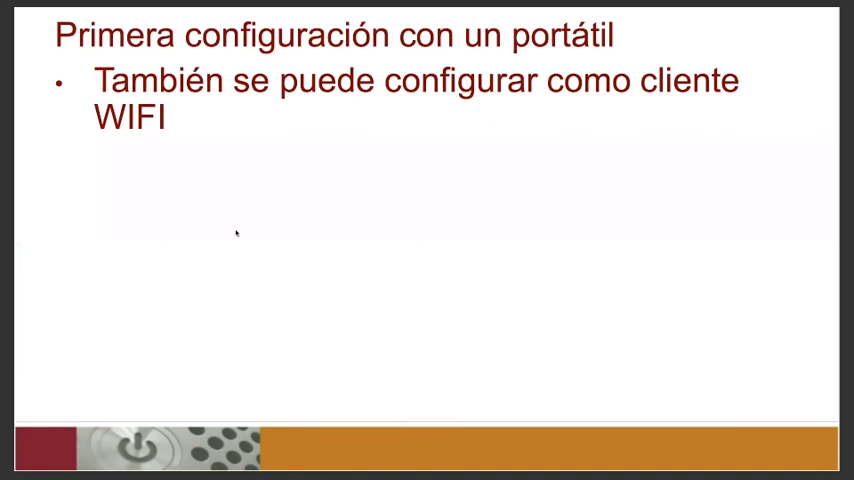 Primera configuración con un portátil
• También se puede configurar como cliente
WIFI